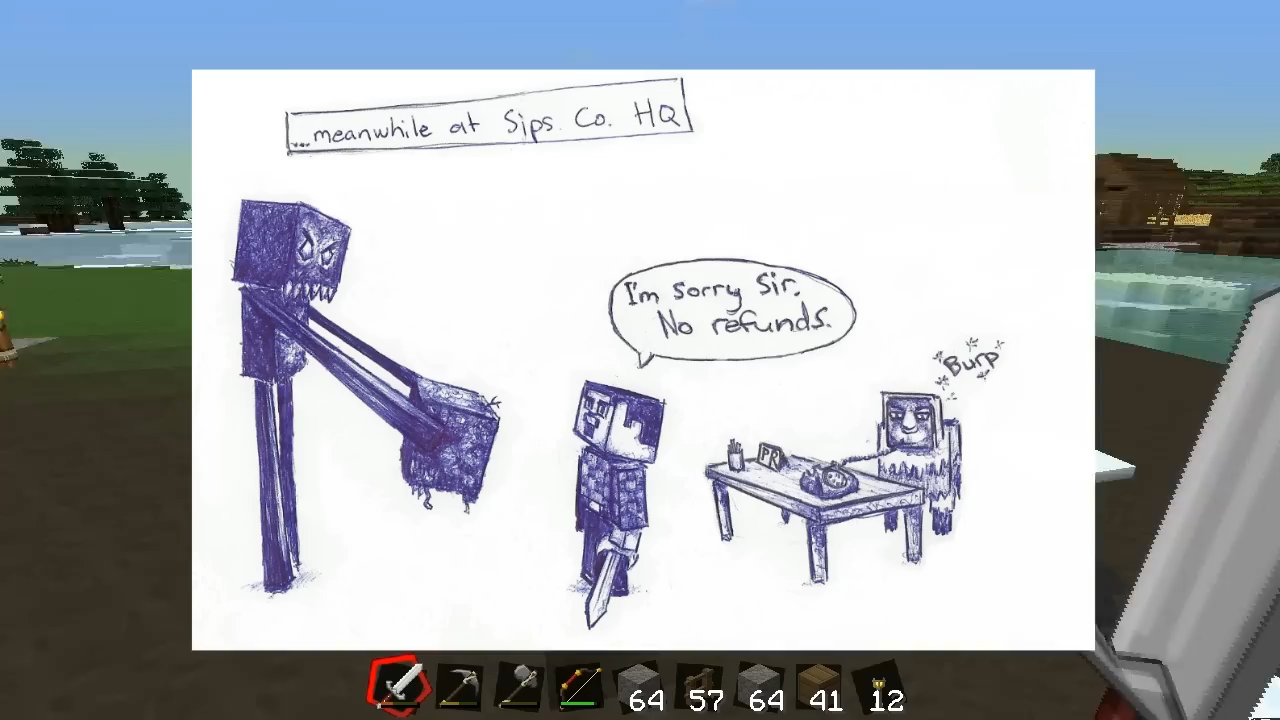 ...meanwhile at Sips Co. HQ
I'm sorry Sir.
No refunds.
Burp
PR
64 57 64 41 12